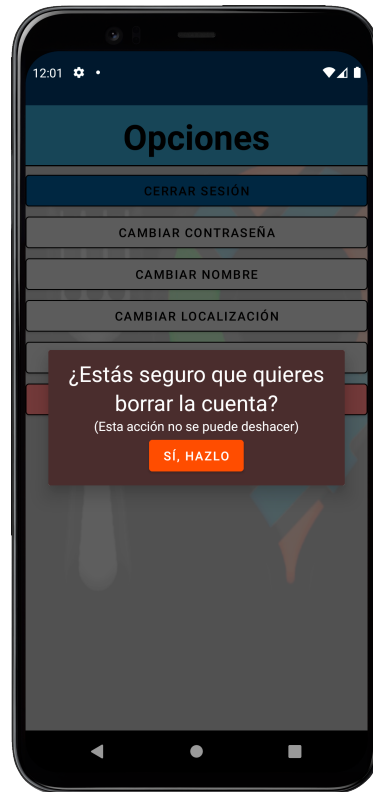 12:01
Opciones
CERRAR SESIÓN
CAMBIAR CONTRASEÑA
CAMBIAR NOMBRE
CAMBIAR LOCALIZACIÓN
¿Estás seguro que quieres
borrar la cuenta?
(Esta acción no se puede deshacer)
SÍ, HAZLO